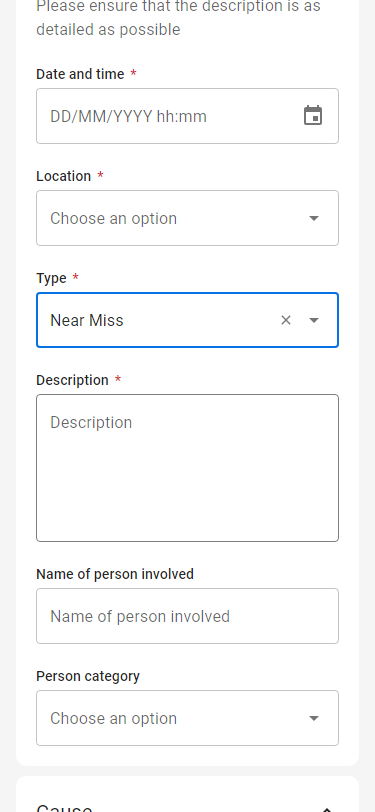 Please ensure that the description is as
detailed as possible
Date and time *
DD/MM/YYYY hh:mm
Location *
Choose an option
Type *
Near Miss
Description *
Description
Name of person involved
Name of person involved
Person category
Choose an option
Cause